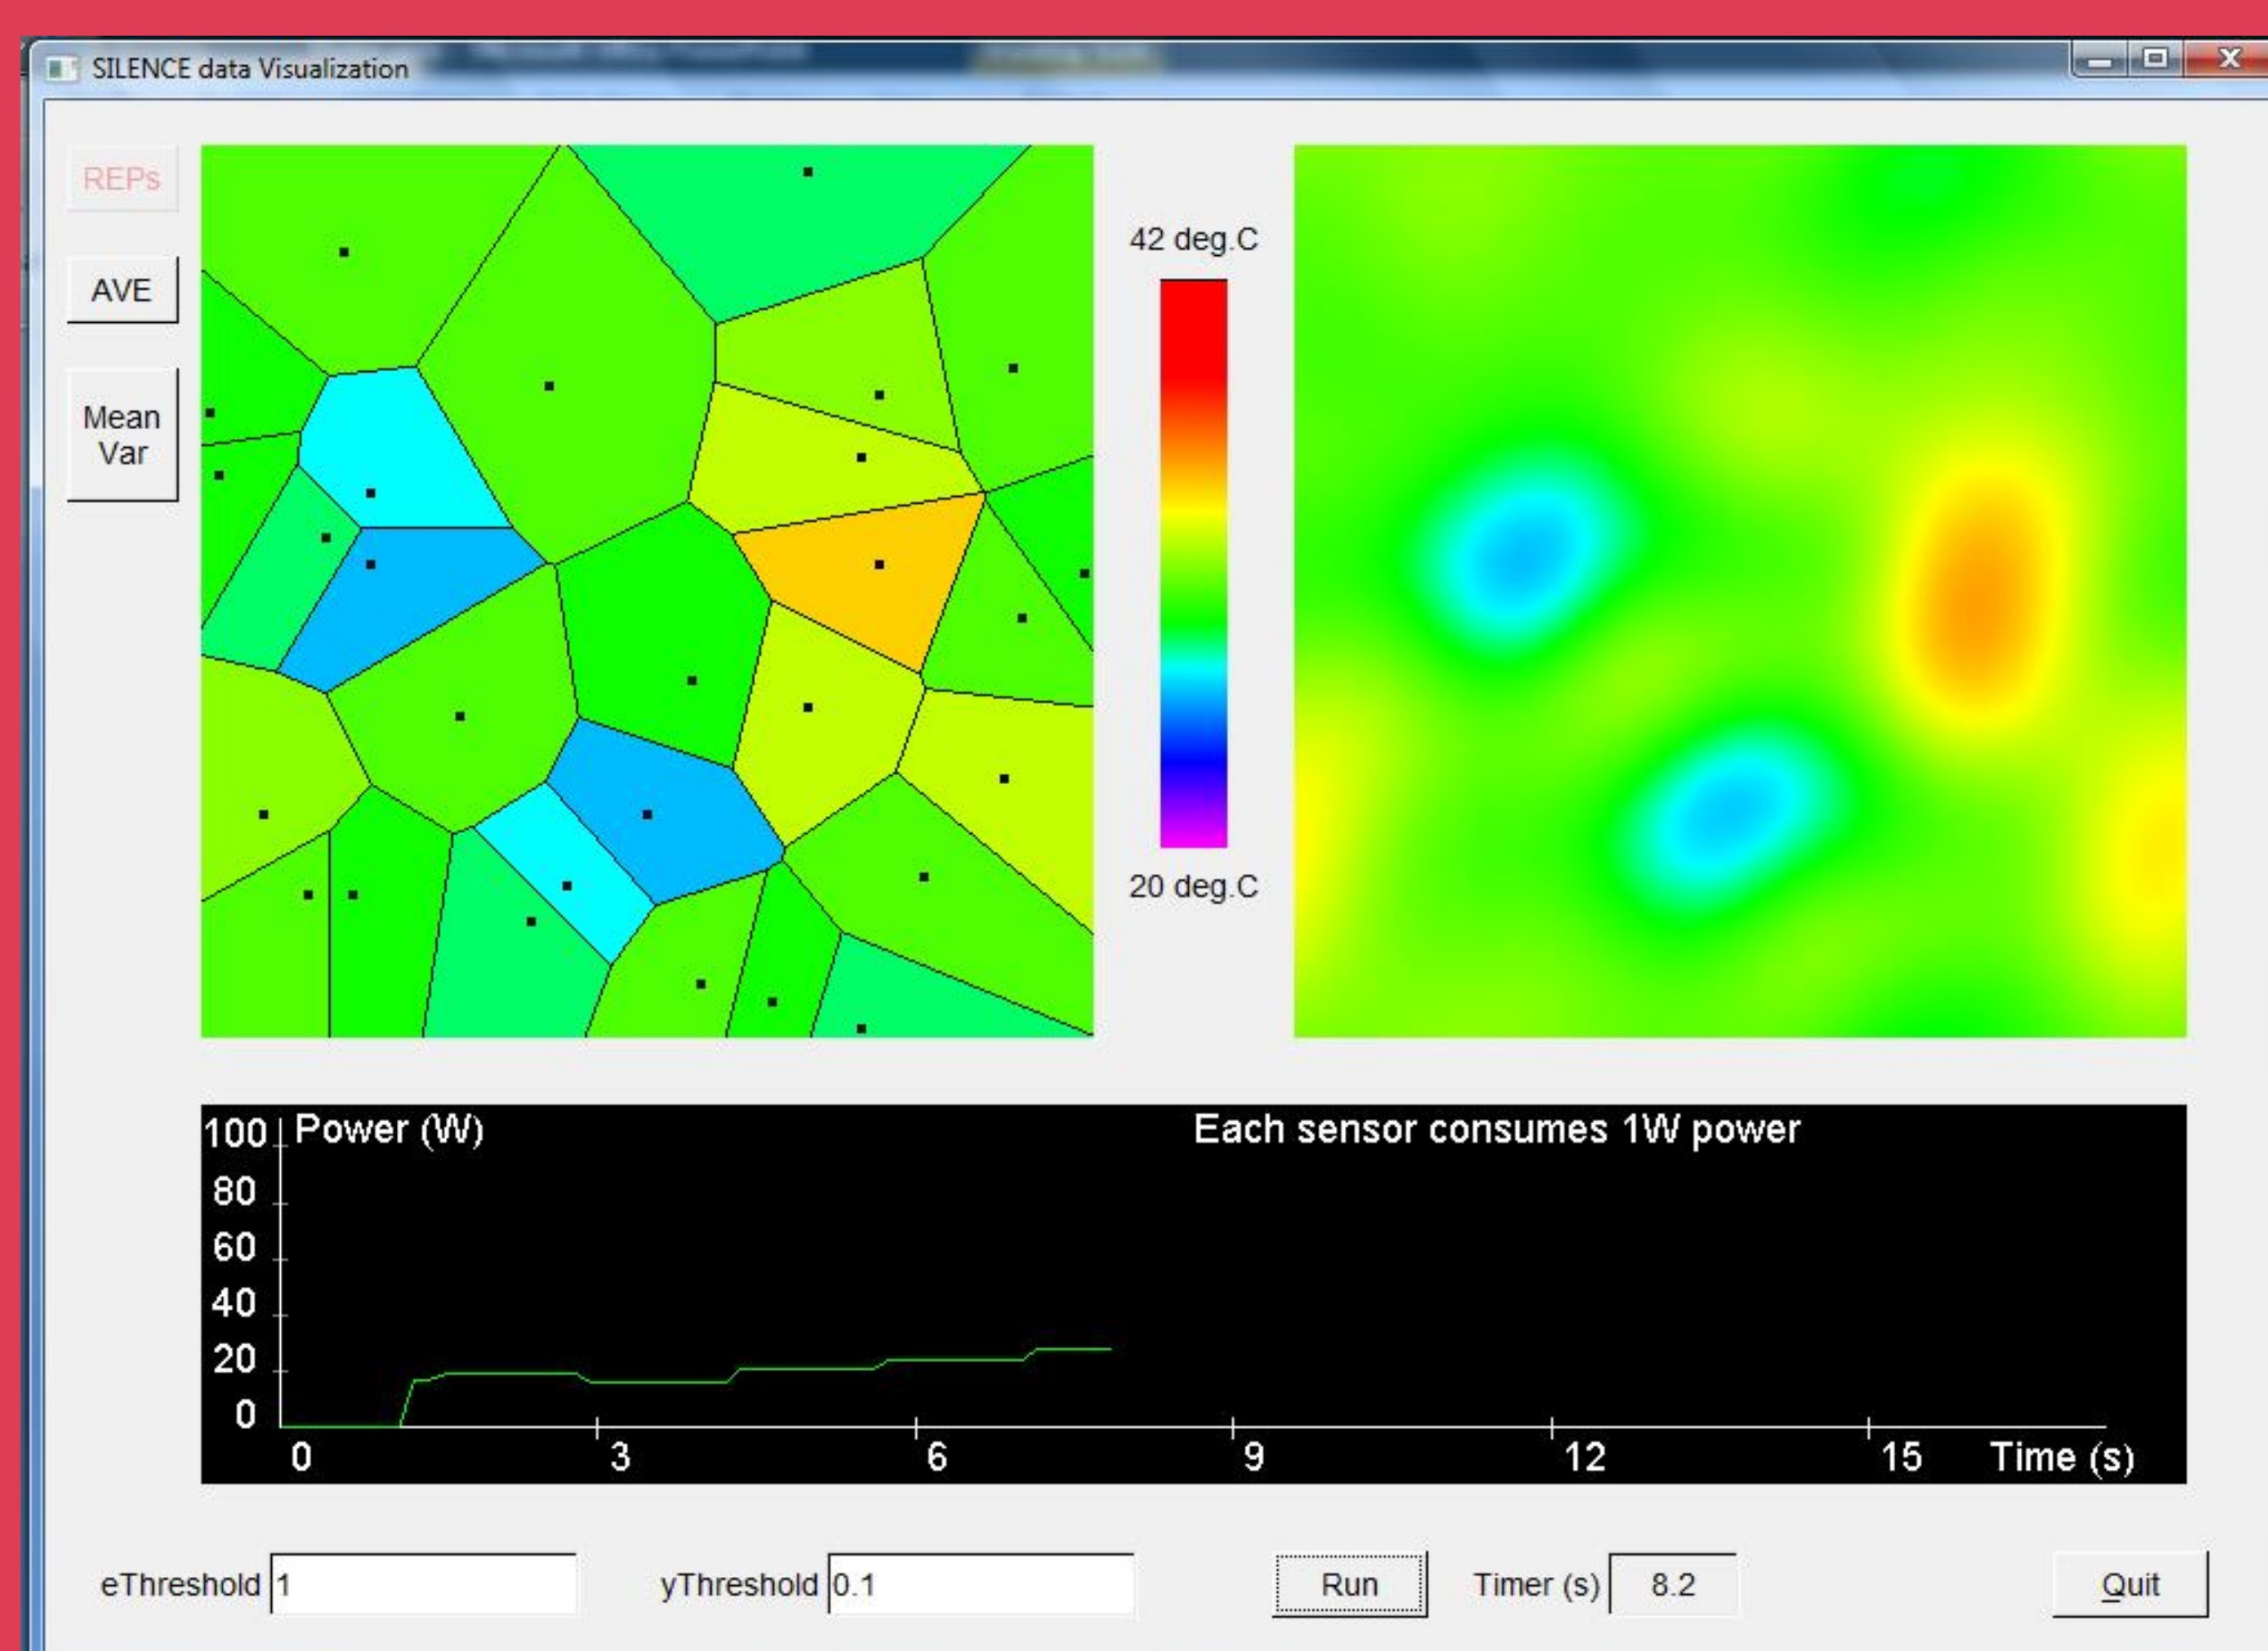 SILENCE data Visualization
REPs
AVE
Mean
Var
42 deg.C
20 deg.C
100
Power (W)
Each sensor consumes 1W power
80
60
40
20
0
0
3
6
9
12
15
Time (s)
eThreshold 1
yThreshold 0.1
Run
Timer (s) 8.2
Quit